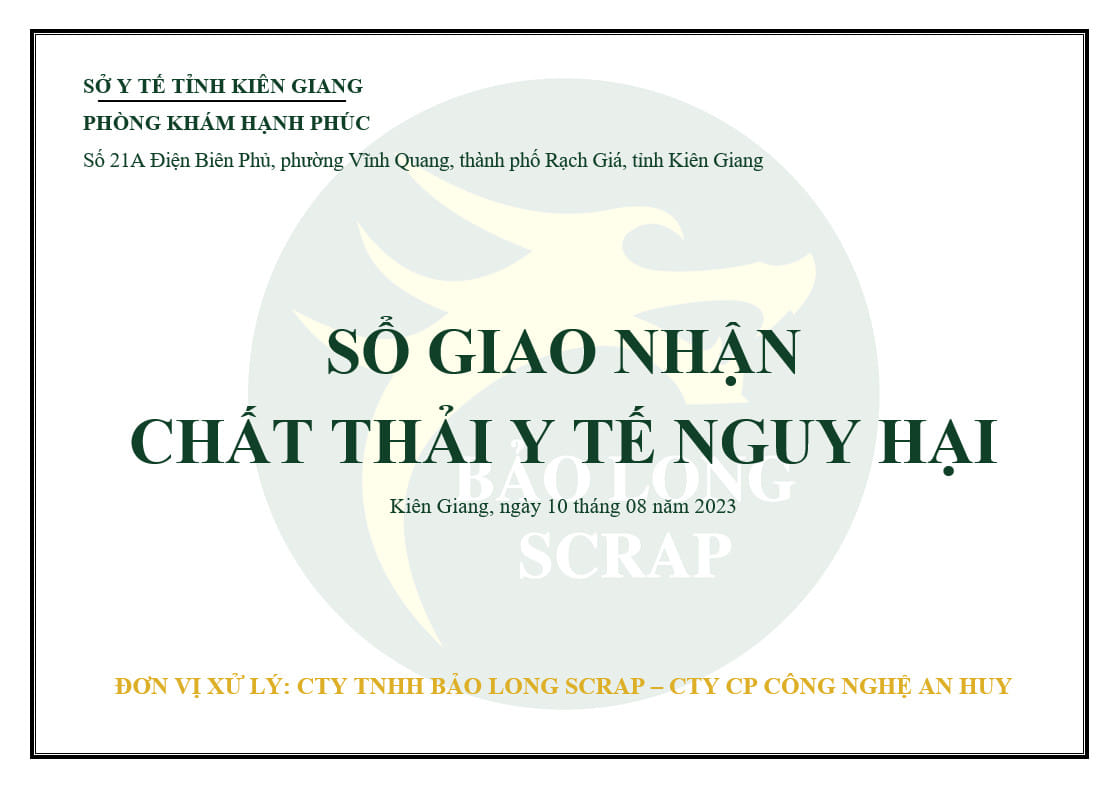 SỞ Y TẾ TỈNH KIÊN GIANG
PHÒNG KHÁM HẠNH PHÚC
Số 21A Điện Biên Phủ, phường Vĩnh Quang, thành phố Rạch Giá, tỉnh Kiên Giang
SỔ GIAO NHẬN
CHẤT THẢI Y TẾ NGUY HẠI
BẢO LONG
Kiên Giang, ngày 10 tháng 08 năm 2023
SCRAP
ĐƠN VỊ XỬ LÝ: CTY TNHH BẢO LONG SCRAP – CTY CP CÔNG NGHỆ AN HUY